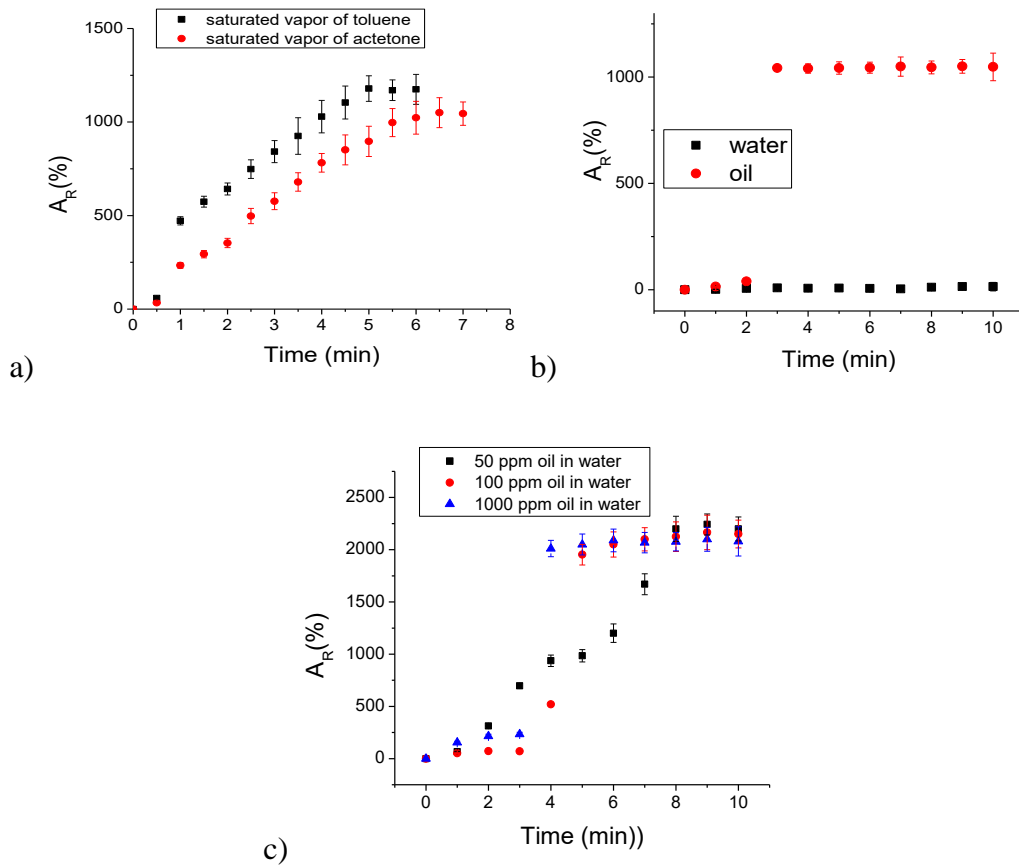 saturated vapor of toluene
saturated vapor of actetone
1500
1000
500
0
A_R(%)
0 1 2 3 4 5 6 7 8
Time (min)
a)
1000
500
0
A_R(%)
water
oil
0 2 4 6 8 10
Time (min)
b)
50 ppm oil in water
100 ppm oil in water
1000 ppm oil in water
2500
2000
1500
1000
500
0
A_R(%)
0 2 4 6 8 10
Time (min))
c)